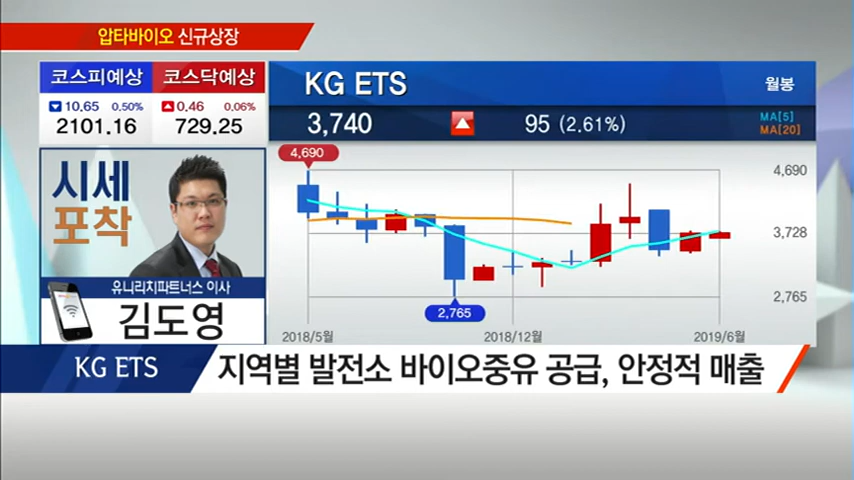 압타바이오 신규상장
코스피예상 코스닥예상
10.65 0.50% 0.46 0.06%
2101.16 729.25
KG ETS 월봉
3,740 95 (2.61%) MA[5]
MA[20]
4,690
4,690
3,728
2,765
2,765
2018/5월 2018/12월 2019/6월
시세
포착
유니리치파트너스 이사
김도영
KG ETS 지역별 발전소 바이오중유 공급, 안정적 매출